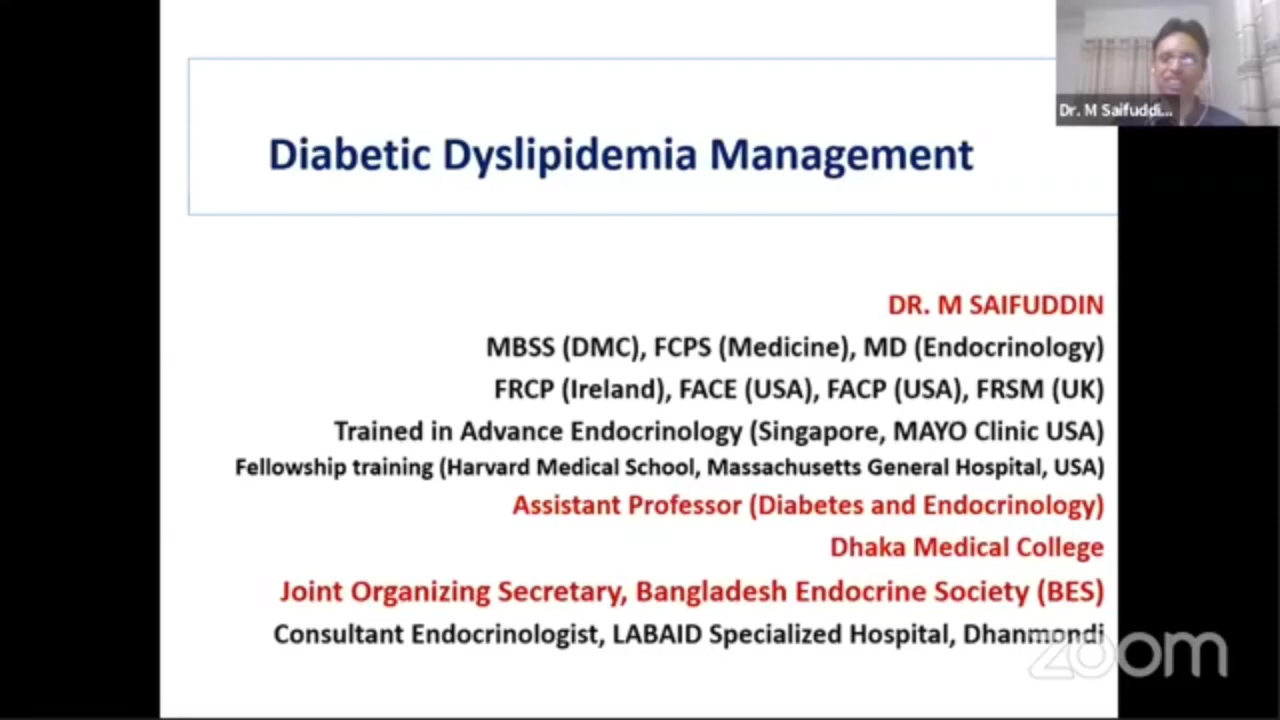 Dr. M Saifuddi...
Diabetic Dyslipidemia Management
DR. M SAIFUDDIN
MBSS (DMC), FCPS (Medicine), MD (Endocrinology)
FRCP (Ireland), FACE (USA), FACP (USA), FRSM (UK)
Trained in Advance Endocrinology (Singapore, MAYO Clinic USA)
Fellowship training (Harvard Medical School, Massachusetts General Hospital, USA)
Assistant Professor (Diabetes and Endocrinology)
Dhaka Medical College
Joint Organizing Secretary, Bangladesh Endocrine Society (BES)
Consultant Endocrinologist, LABAID Specialized Hospital, Dhanmondi
zoom